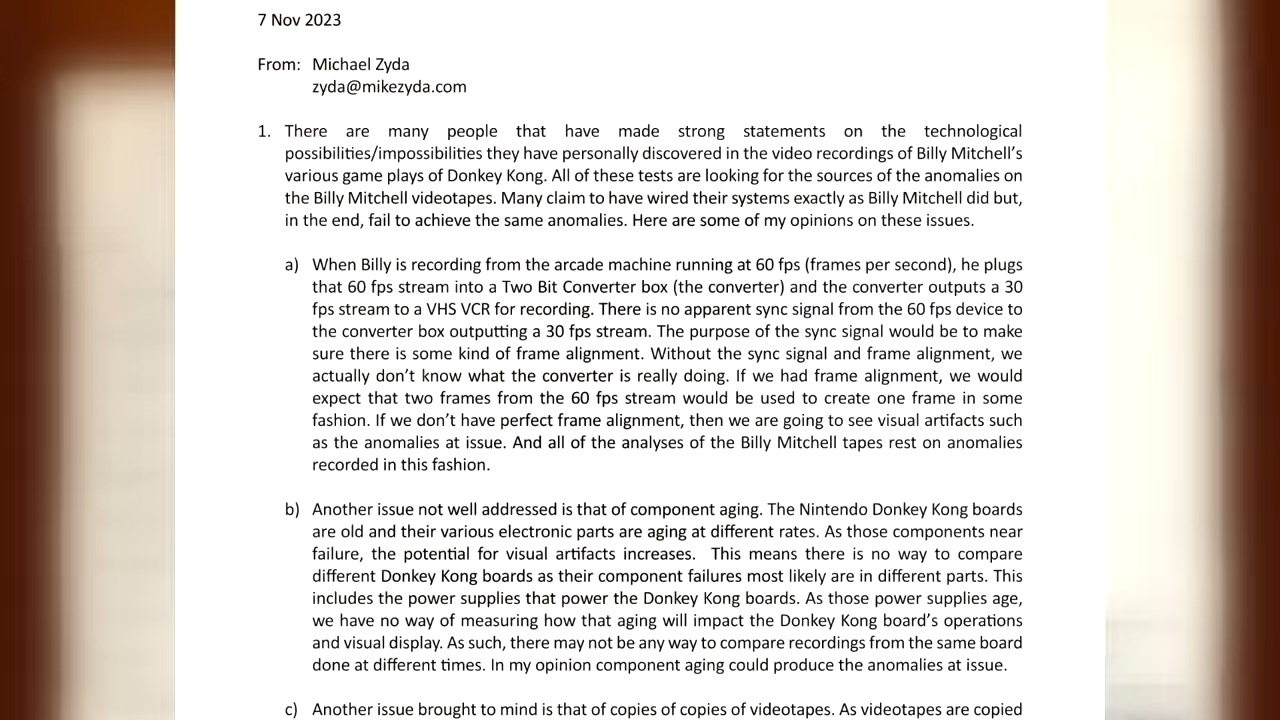 7 Nov 2023
From: Michael Zyda
zyda@mikezyda.com
1. There are many people that have made strong statements on the technological
possibilities/impossibilities they have personally discovered in the video recordings of Billy Mitchell’s
various game plays of Donkey Kong. All of these tests are looking for the sources of the anomalies on
the Billy Mitchell videotapes. Many claim to have wired their systems exactly as Billy Mitchell did but,
in the end, fail to achieve the same anomalies. Here are some of my opinions on these issues.
a) When Billy is recording from the arcade machine running at 60 fps (frames per second), he plugs
that 60 fps stream into a Two Bit Converter box (the converter) and the converter outputs a 30
fps stream to a VHS VCR for recording. There is no apparent sync signal from the 60 fps device to
the converter box outputting a 30 fps stream. The purpose of the sync signal would be to make
sure there is some kind of frame alignment. Without the sync signal and frame alignment, we
actually don’t know what the converter is really doing. If we had frame alignment, we would
expect that two frames from the 60 fps stream would be used to create one frame in some
fashion. If we don’t have perfect frame alignment, then we are going to see visual artifacts such
as the anomalies at issue. And all of the analyses of the Billy Mitchell tapes rest on anomalies
recorded in this fashion.
b) Another issue not well addressed is that of component aging. The Nintendo Donkey Kong boards
are old and their various electronic parts are aging at different rates. As those components near
failure, the potential for visual artifacts increases. This means there is no way to compare
different Donkey Kong boards as their component failures most likely are in different parts. This
includes the power supplies that power the Donkey Kong boards. As those power supplies age,
we have no way of measuring how that aging will impact the Donkey Kong board’s operations
and visual display. As such, there may not be any way to compare recordings from the same board
done at different times. In my opinion component aging could produce the anomalies at issue.
c) Another issue brought to mind is that of copies of copies of videotapes. As videotapes are copied